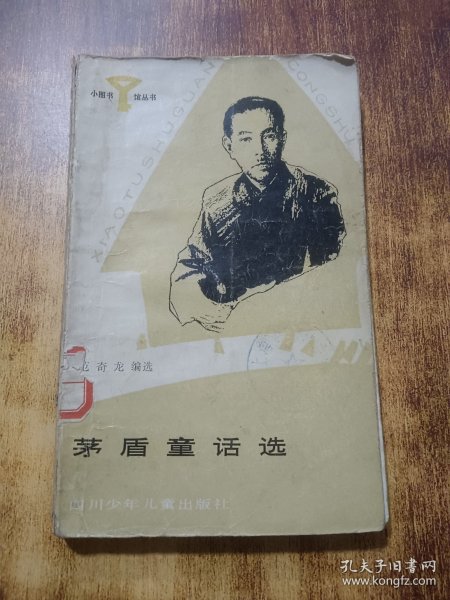 小图书馆丛书
XIAOTUSHUGUAN CONGSHU
奇龙 编选
茅盾童话选
四川少年儿童出版社
孔夫子旧书网
www.kongfz.com